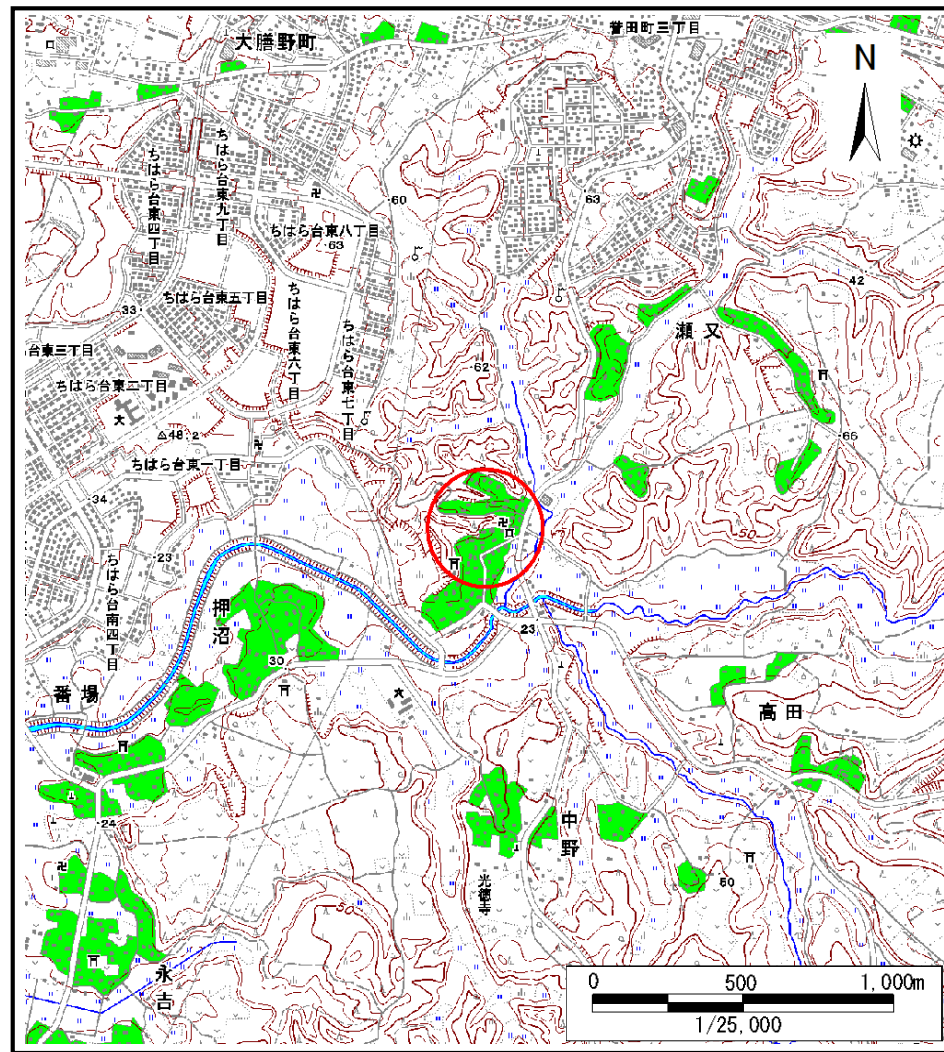 大膳野町
誉田町三丁目
N
ちはら台東四丁目
ちはら台東九丁目
ちはら台東八丁目
60
63
63
42
ちはら台東五丁目
33
ちはら台東六丁目
ちはら台東七丁目
瀬又
台東三丁目
ちはら台東二丁目
62
48.2
66
ちはら台東一丁目
34
50
23
ちはら台南四丁目
押沼
23
30
番場
高田
24
中野
光徳寺
50
50
永吉
0
500
1,000m
1/25,000